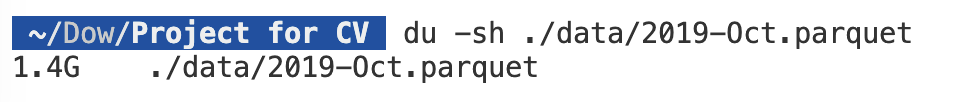 ~/Dow/Project for CV du -sh ./data/2019-Oct.parquet
1.4G ./data/2019-Oct.parquet